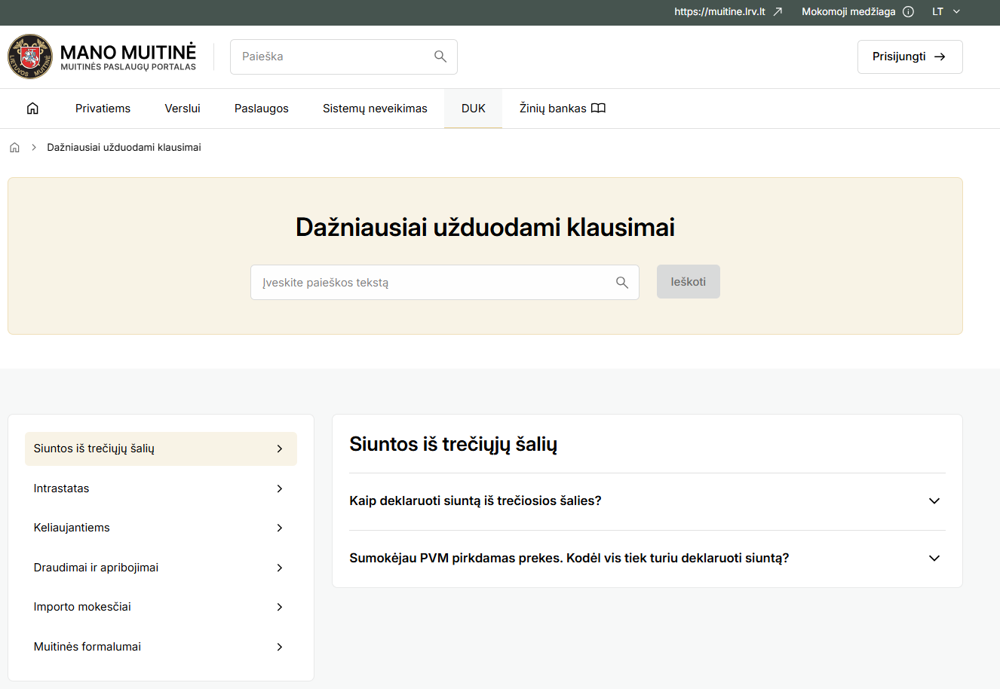 https://muitine.lrv.lt Mokomoji medžiaga LT
LIETUVOS MUITINĖ
MANO MUITINĖ
MUITINĖS PASLAUGŲ PORTALAS
Paieška
Prisijungti
Privatiems Verslui Paslaugos Sistemų neveikimas DUK Žinių bankas
Dažniausiai užduodami klausimai
Dažniausiai užduodami klausimai
Įveskite paieškos tekstą
Ieškoti
Siuntos iš trečiųjų šalių
Intrastatas
Keliaujantiems
Draudimai ir apribojimai
Importo mokesčiai
Muitinės formalumai
Siuntos iš trečiųjų šalių
Kaip deklaruoti siuntą iš trečiosios šalies?
Sumokėjau PVM pirkdamas prekes. Kodėl vis tiek turiu deklaruoti siuntą?